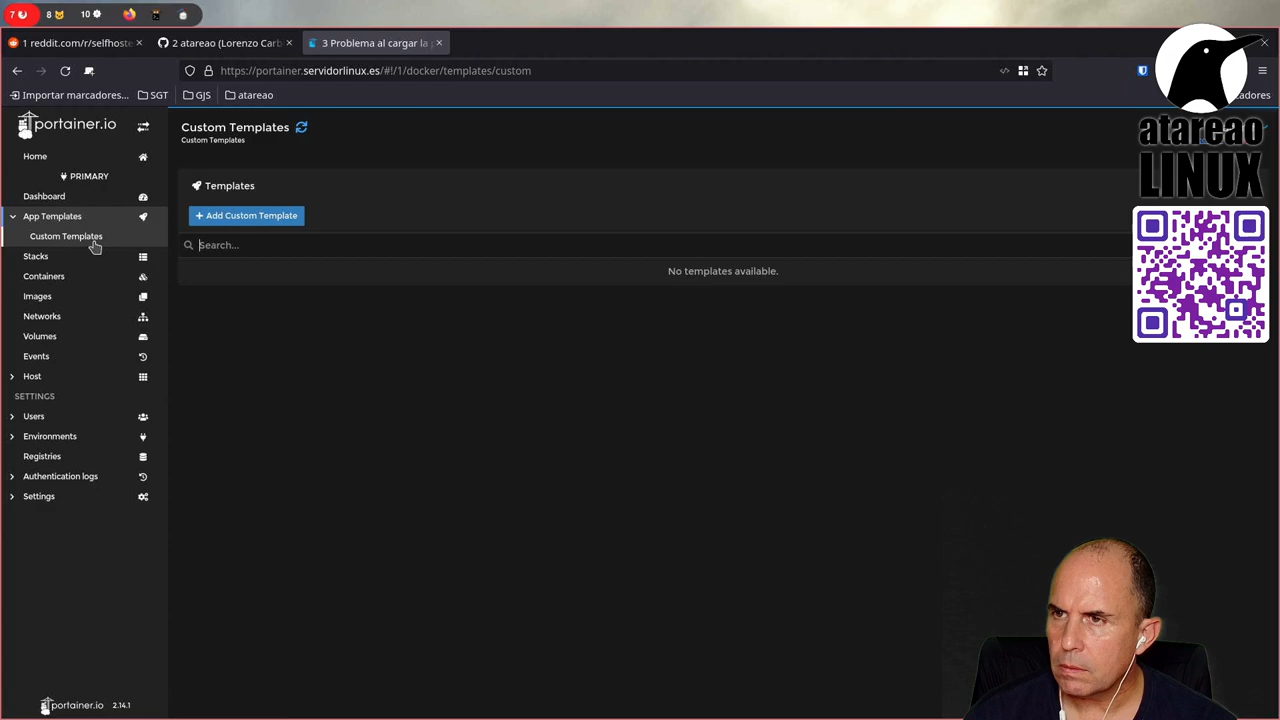 7
8
10
1 reddit.com/r/selfhoste
2 atareao (Lorenzo Carb
3 Problema al cargar la p
https://portainer.servidorlinux.es/#!/1/docker/templates/custom
Importar marcadores...
SGT
GJS
atareao
cadores
portainer.io
Home
PRIMARY
Dashboard
App Templates
Custom Templates
Stacks
Containers
Images
Networks
Volumes
Events
Host
SETTINGS
Users
Environments
Registries
Authentication logs
Settings
portainer.io 2.14.1
Custom Templates
Custom Templates
Templates
+ Add Custom Template
Search...
No templates available.
atareao
LINUX